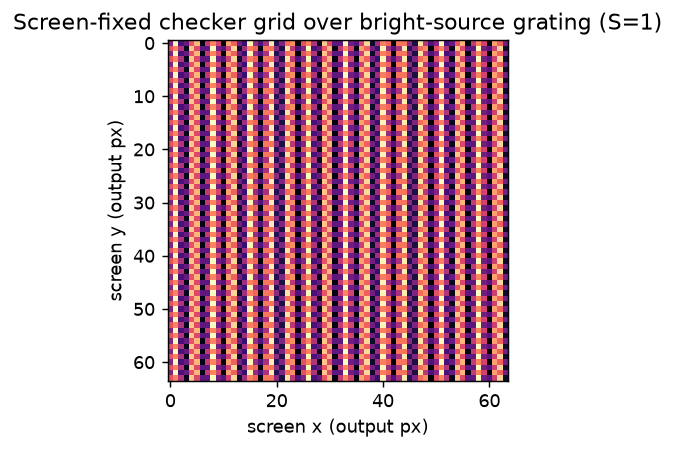 Screen-fixed checker grid over bright-source grating (S=1)
0
10
20
30
40
50
60
screen y (output px)
0 20 40 60
screen x (output px)